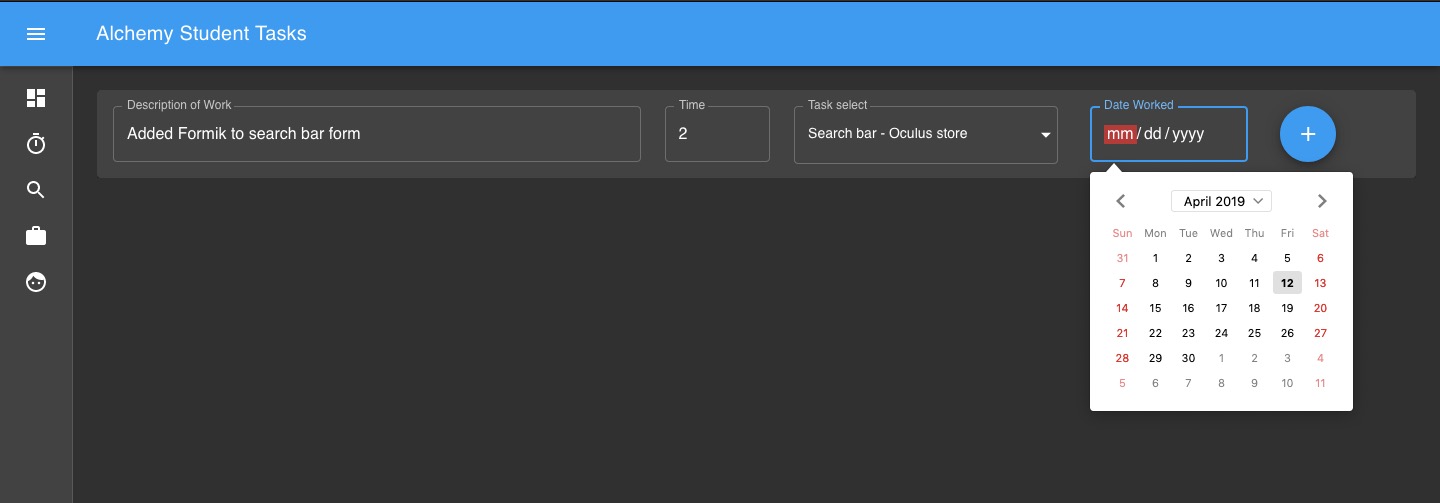 Alchemy Student Tasks
Description of Work Time Task select Date Worked
Added Formik to search bar form 2 Search bar - Oculus store mm/dd/yyyy
April 2019
Sun Mon Tue Wed Thu Fri Sat
31 1 2 3 4 5 6
7 8 9 10 11 12 13
14 15 16 17 18 19 20
21 22 23 24 25 26 27
28 29 30 1 2 3 4
5 6 7 8 9 10 11